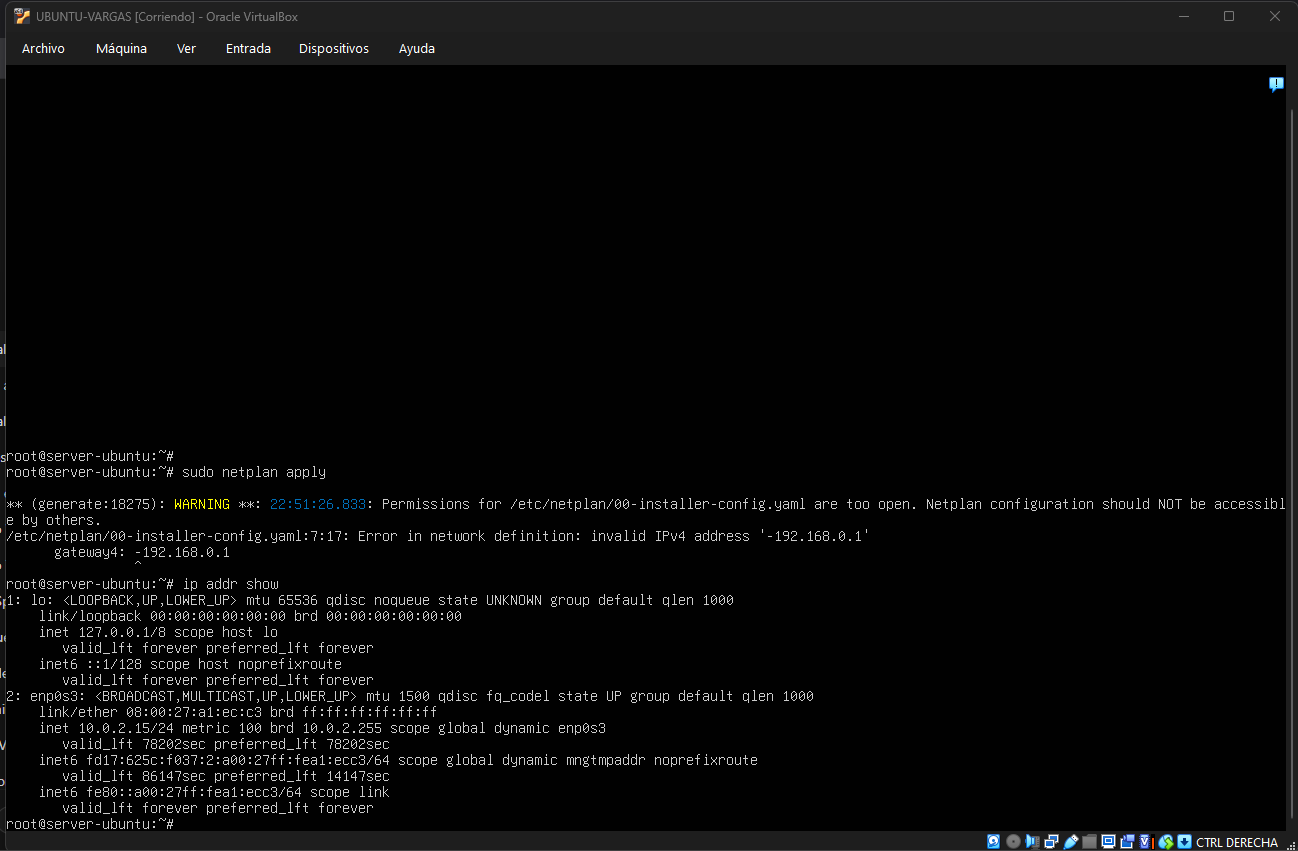 UBUNTU-VARGAS [Corriendo] - Oracle VirtualBox
Archivo Máquina Ver Entrada Dispositivos Ayuda
root@server-ubuntu:~#
root@server-ubuntu:~# sudo netplan apply
** (generate:18275): WARNING **: 22:51:26.833: Permissions for /etc/netplan/00-installer-config.yaml are too open. Netplan configuration should NOT be accessibl
e by others.
/etc/netplan/00-installer-config.yaml:7:17: Error in network definition: invalid IPv4 address '-192.168.0.1'
gateway4: -192.168.0.1
^
root@server-ubuntu:~# ip addr show
1: lo: <LOOPBACK,UP,LOWER_UP> mtu 65536 qdisc noqueue state UNKNOWN group default qlen 1000
link/loopback 00:00:00:00:00:00 brd 00:00:00:00:00:00
inet 127.0.0.1/8 scope host lo
valid_lft forever preferred_lft forever
inet6 ::1/128 scope host noprefixroute
valid_lft forever preferred_lft forever
2: enp0s3: <BROADCAST,MULTICAST,UP,LOWER_UP> mtu 1500 qdisc fq_codel state UP group default qlen 1000
link/ether 08:00:27:a1:ec:c3 brd ff:ff:ff:ff:ff:ff
inet 10.0.2.15/24 metric 100 brd 10.0.2.255 scope global dynamic enp0s3
valid_lft 78202sec preferred_lft 78202sec
inet6 fd17:625c:f037:2:a00:27ff:fea1:ecc3/64 scope global dynamic mngtmpaddr noprefixroute
valid_lft 86147sec preferred_lft 14147sec
inet6 fe80::a00:27ff:fea1:ecc3/64 scope link
valid_lft forever preferred_lft forever
root@server-ubuntu:~#
CTRL DERECHA